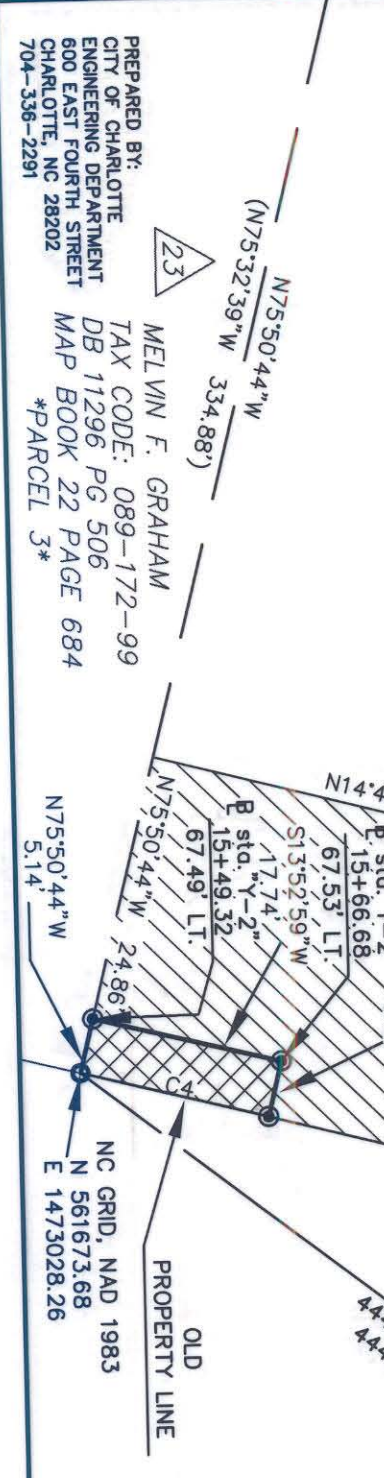 PREPARED BY:
CITY OF CHARLOTTE
ENGINEERING DEPARTMENT
600 EAST FOURTH STREET
CHARLOTTE, NC 28202
704-336-2291
23
MELVIN F. GRAHAM
TAX CODE: 089-172-99
DB 11296 PG 506
MAP BOOK 22 PAGE 684
*PARCEL 3*
N75°50'44"W
(N75°32'39"W 334.88')
N75°50'44"W 24.86'
N75°50'44"W
5.14'
N14°4
15+66.68
67.53' LT.
S13°52'59"W
17.74'
sta. "Y-2"
15+49.32
67.49' LT.
C4
OLD
PROPERTY LINE
NC GRID, NAD 1983
N 561673.68
E 1473028.26